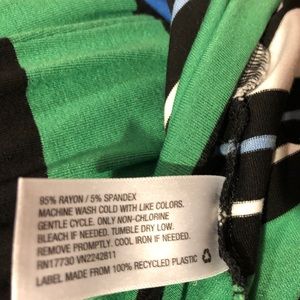 95% RAYON / 5% SPANDEX
MACHINE WASH COLD WITH LIKE COLORS.
GENTLE CYCLE. ONLY NON-CHLORINE
BLEACH IF NEEDED. TUMBLE DRY LOW.
REMOVE PROMPTLY. COOL IRON IF NEEDED.
RN17730 VN2242811
LABEL MADE FROM 100% RECYCLED PLASTIC